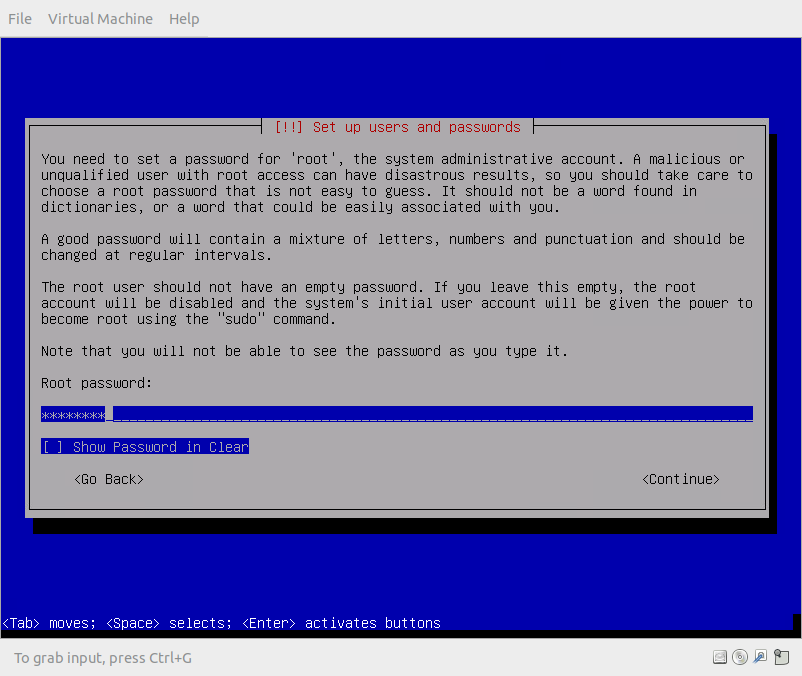 File Virtual Machine Help
[!!] Set up users and passwords
You need to set a password for 'root', the system administrative account. A malicious or
unqualified user with root access can have disastrous results, so you should take care to
choose a root password that is not easy to guess. It should not be a word found in
dictionaries, or a word that could be easily associated with you.
A good password will contain a mixture of letters, numbers and punctuation and should be
changed at regular intervals.
The root user should not have an empty password. If you leave this empty, the root
account will be disabled and the system's initial user account will be given the power to
become root using the "sudo" command.
Note that you will not be able to see the password as you type it.
Root password:
********
[ ] Show Password in Clear
<Go Back> <Continue>
<Tab> moves; <Space> selects; <Enter> activates buttons
To grab input, press Ctrl+G